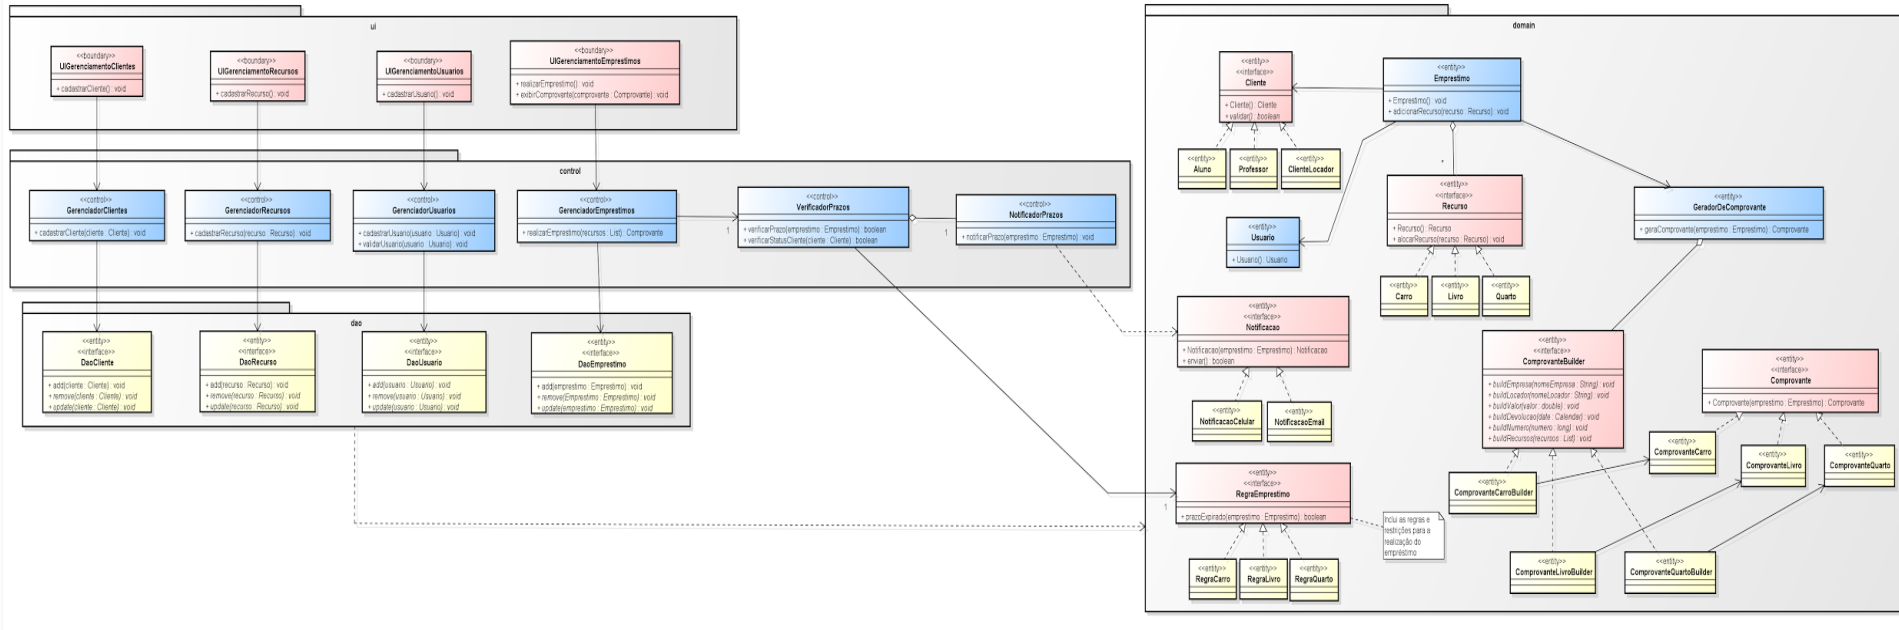 ui
<<boundary>>
UIGerenciamentoClientes
+ cadastrarCliente() : void
<<boundary>>
UIGerenciamentoRecursos
+ cadastrarRecurso() : void
<<boundary>>
UIGerenciamentoUsuarios
+ cadastrarUsuario() : void
<<boundary>>
UIGerenciamentoEmprestimos
+ realizarEmprestimo() : void
+ exibirComprovante(comprovante : Comprovante) : void
control
<<control>>
GerenciadorClientes
+ cadastrarCliente(cliente : Cliente) : void
<<control>>
GerenciadorRecursos
+ cadastrarRecurso(recurso : Recurso) : void
<<control>>
GerenciadorUsuarios
+ cadastrarUsuario(usuario : Usuario) : void
+ validarUsuario(usuario : Usuario) : void
<<control>>
GerenciadorEmprestimos
+ realizarEmprestimo(recursos : List) : Comprovante
1
<<control>>
VerificadorPrazos
+ verificarPrazo(emprestimo : Emprestimo) : boolean
+ verificarStatusCliente(cliente : Cliente) : boolean
1
<<control>>
NotificadorPrazos
+ notificarPrazo(emprestimo : Emprestimo) : void
dao
<<entity>>
<<interface>>
DaoCliente
+ add(cliente : Cliente) : void
+ remove(cliente : Cliente) : void
+ update(cliente : Cliente) : void
<<entity>>
<<interface>>
DaoRecurso
+ add(recurso : Recurso) : void
+ remove(recurso : Recurso) : void
+ update(recurso : Recurso) : void
<<entity>>
<<interface>>
DaoUsuario
+ add(usuario : Usuario) : void
+ remove(usuario : Usuario) : void
+ update(usuario : Usuario) : void
<<entity>>
<<interface>>
DaoEmprestimo
+ add(emprestimo : Emprestimo) : void
+ remove(Emprestimo : Emprestimo) : void
+ update(emprestimo : Emprestimo) : void
domain
<<entity>>
<<interface>>
Cliente
+ Cliente() : Cliente
+ validar() : boolean
<<entity>>
Emprestimo
+ Emprestimo() : void
+ adicionarRecurso(recurso : Recurso) : void
<<entity>>
Aluno
<<entity>>
Professor
<<entity>>
ClienteLocador
*
<<entity>>
<<interface>>
Recurso
+ Recurso() : Recurso
+ alocarRecurso(recurso : Recurso) : void
<<entity>>
GeradorDeComprovante
+ geraComprovante(emprestimo : Emprestimo) : Comprovante
<<entity>>
Usuario
+ Usuario() : Usuario
<<entity>>
Carro
<<entity>>
Livro
<<entity>>
Quarto
<<entity>>
<<interface>>
Notificacao
+ Notificacao(emprestimo : Emprestimo) : Notificacao
+ enviar() : boolean
<<entity>>
NotificacaoCelular
<<entity>>
NotificacaoEmail
<<entity>>
<<interface>>
ComprovanteBuilder
+ buildEmpresa(nomeEmpresa : String) : void
+ buildLocador(nomeLocador : String) : void
+ buildValor(valor : double) : void
+ buildDevolucao(data : Calendar) : void
+ buildNumero(numero : long) : void
+ buildRecursos(recursos : List) : void
<<entity>>
<<interface>>
Comprovante
+ Comprovante(emprestimo : Emprestimo) : Comprovante
<<entity>>
ComprovanteCarro
<<entity>>
ComprovanteLivro
<<entity>>
ComprovanteQuarto
<<entity>>
ComprovanteCarroBuilder
<<entity>>
ComprovanteLivroBuilder
<<entity>>
ComprovanteQuartoBuilder
1
<<entity>>
<<interface>>
RegraEmprestimo
+ prazoExpirado(emprestimo : Emprestimo) : boolean
Inclui as regras e
restrições para a
realização do
empréstimo
<<entity>>
RegraCarro
<<entity>>
RegraLivro
<<entity>>
RegraQuarto